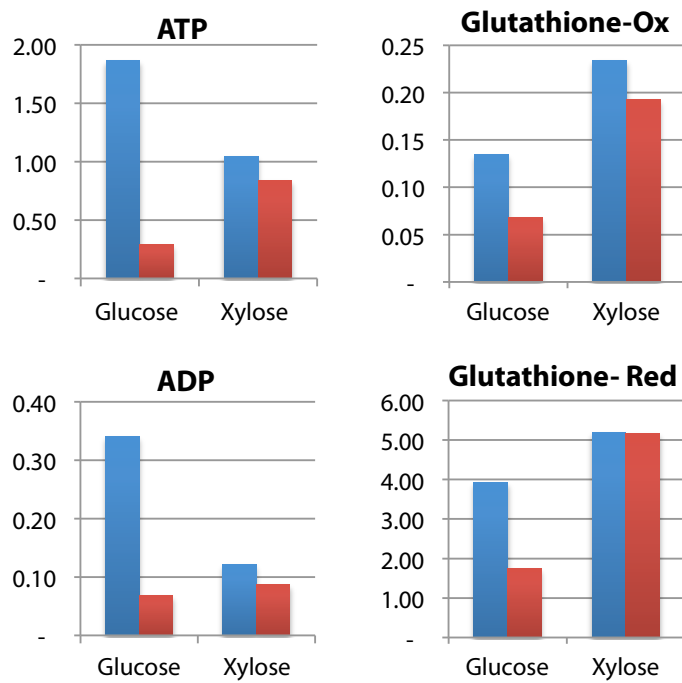 ATP
2.00
1.50
1.00
0.50
-
Glucose Xylose
Glutathione-Ox
0.25
0.20
0.15
0.10
0.05
-
Glucose Xylose
ADP
0.40
0.30
0.20
0.10
-
Glucose Xylose
Glutathione- Red
6.00
5.00
4.00
3.00
2.00
1.00
-
Glucose Xylose